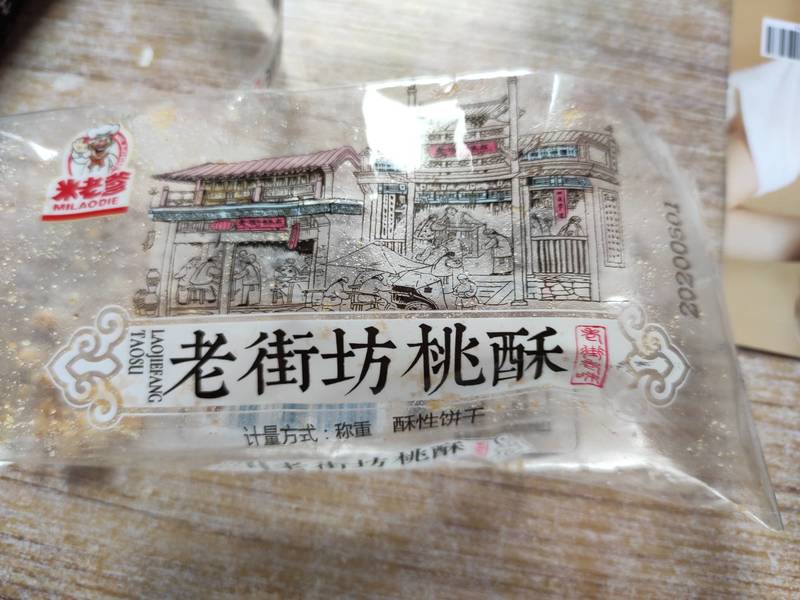 米老爹
MILAODIE
20200601
LAOJIEFANG
TAOSU
老街坊桃酥
计量方式：称重 酥性饼干
老街坊桃酥